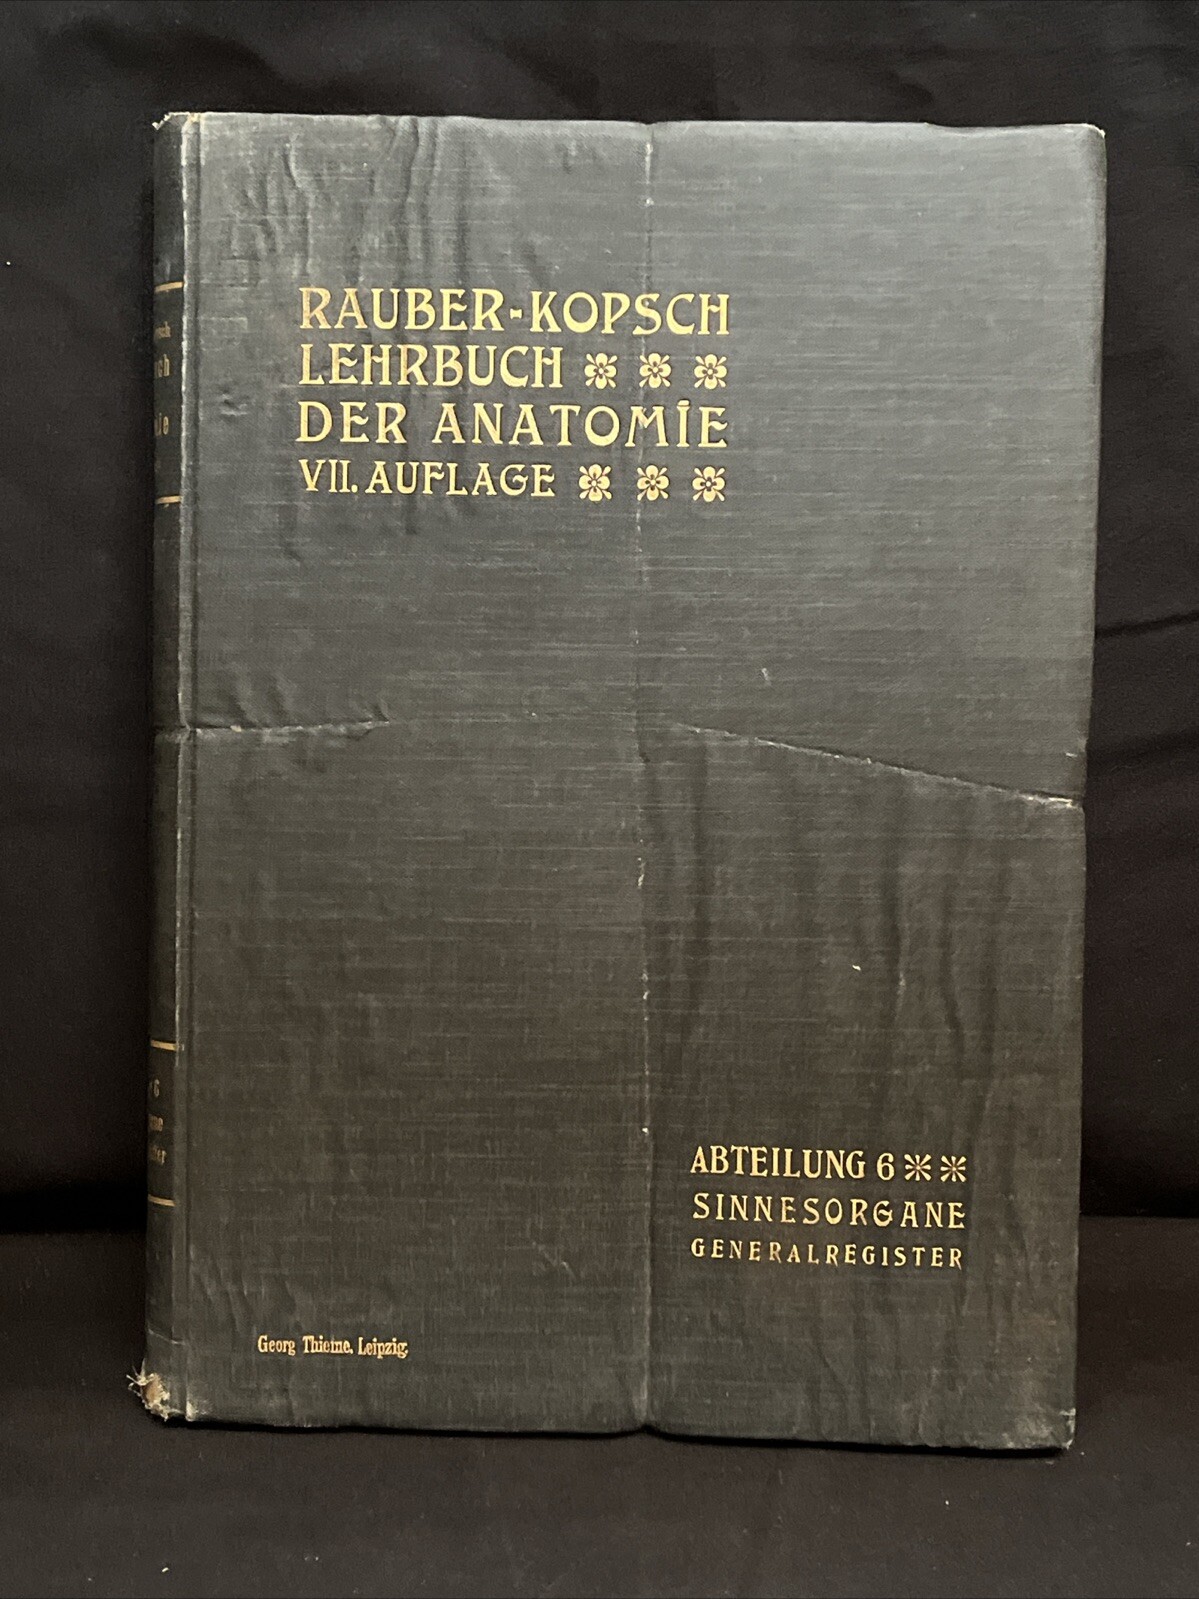 RAUBER-KOPSCH
LEHRBUCH
DER ANATOMIE
VII. AUFLAGE
ABTEILUNG 6
SINNESORGANE
GENERALREGISTER
Georg Thieme, Leipzig.